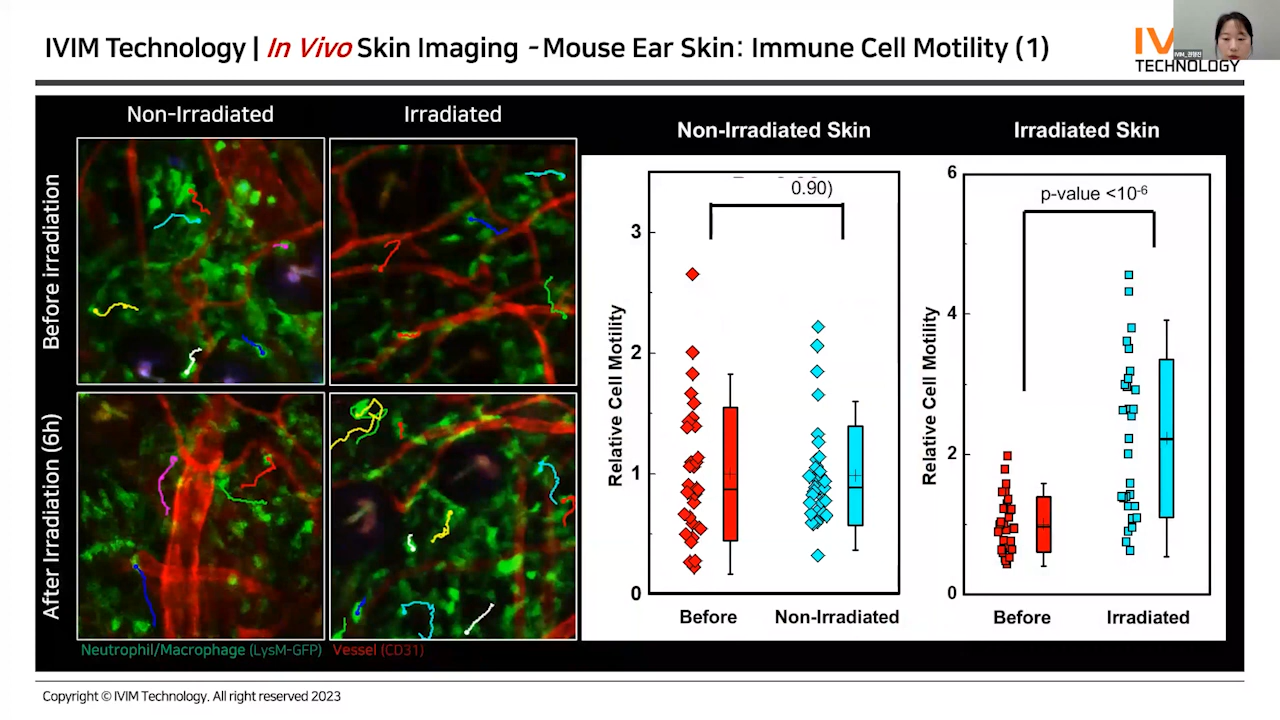 IVIM Technology | In Vivo Skin Imaging - Mouse Ear Skin: Immune Cell Motility (1)
IV
TECHNOLOGY
Non-Irradiated
Irradiated
Before irradiation
After Irradiation (6h)
Neutrophil/Macrophage (LysM-GFP)
Vessel (CD31)
Non-Irradiated Skin
0.90)
Relative Cell Motility
3
2
1
0
Before
Non-Irradiated
Irradiated Skin
p-value <10-6
Relative Cell Motility
6
4
2
0
Before
Irradiated
Copyright © IVIM Technology. All right reserved 2023